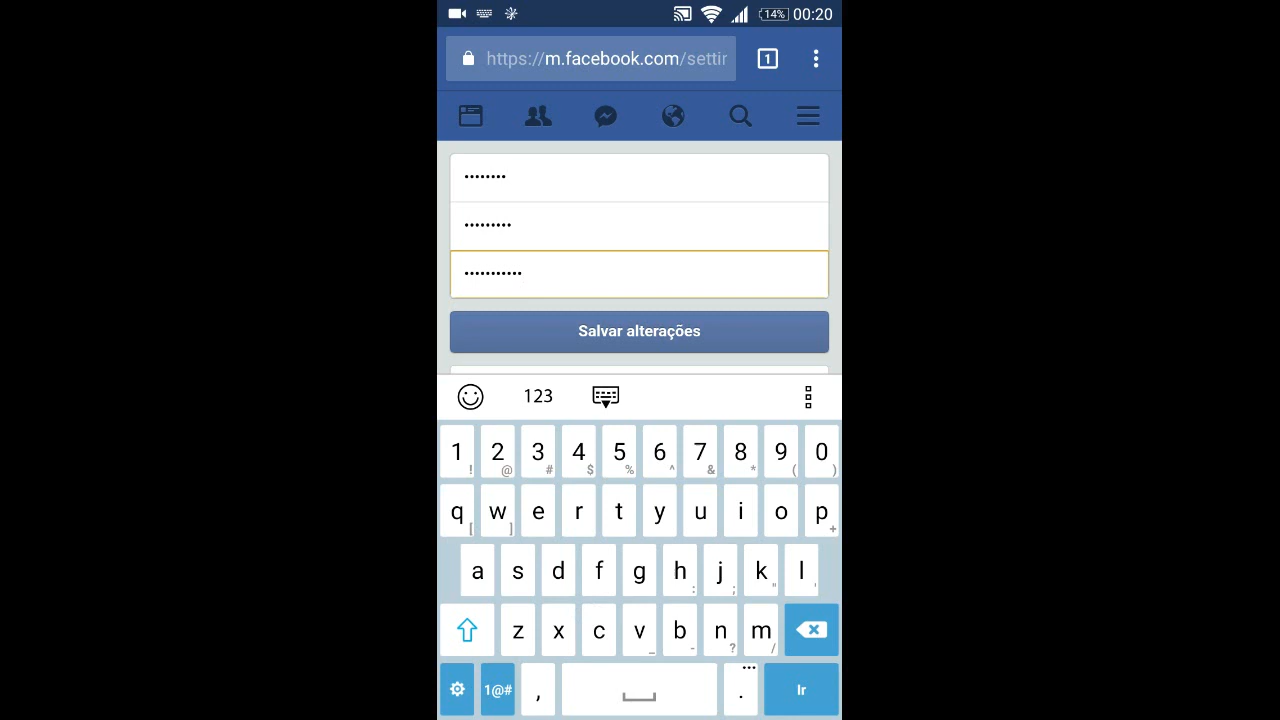 14% 00:20
https://m.facebook.com/settir
1
••••••••
•••••••••
•••••••••••
Salvar alterações
123
1 2 3 4 5 6 7 8 9 0
! @ # $ % ^ & * ( )
q w e r t y u i o p
[ ] +
a s d f g h j k l
: ; " '
z x c v b n m
_ - ? /
1@# , . Ir